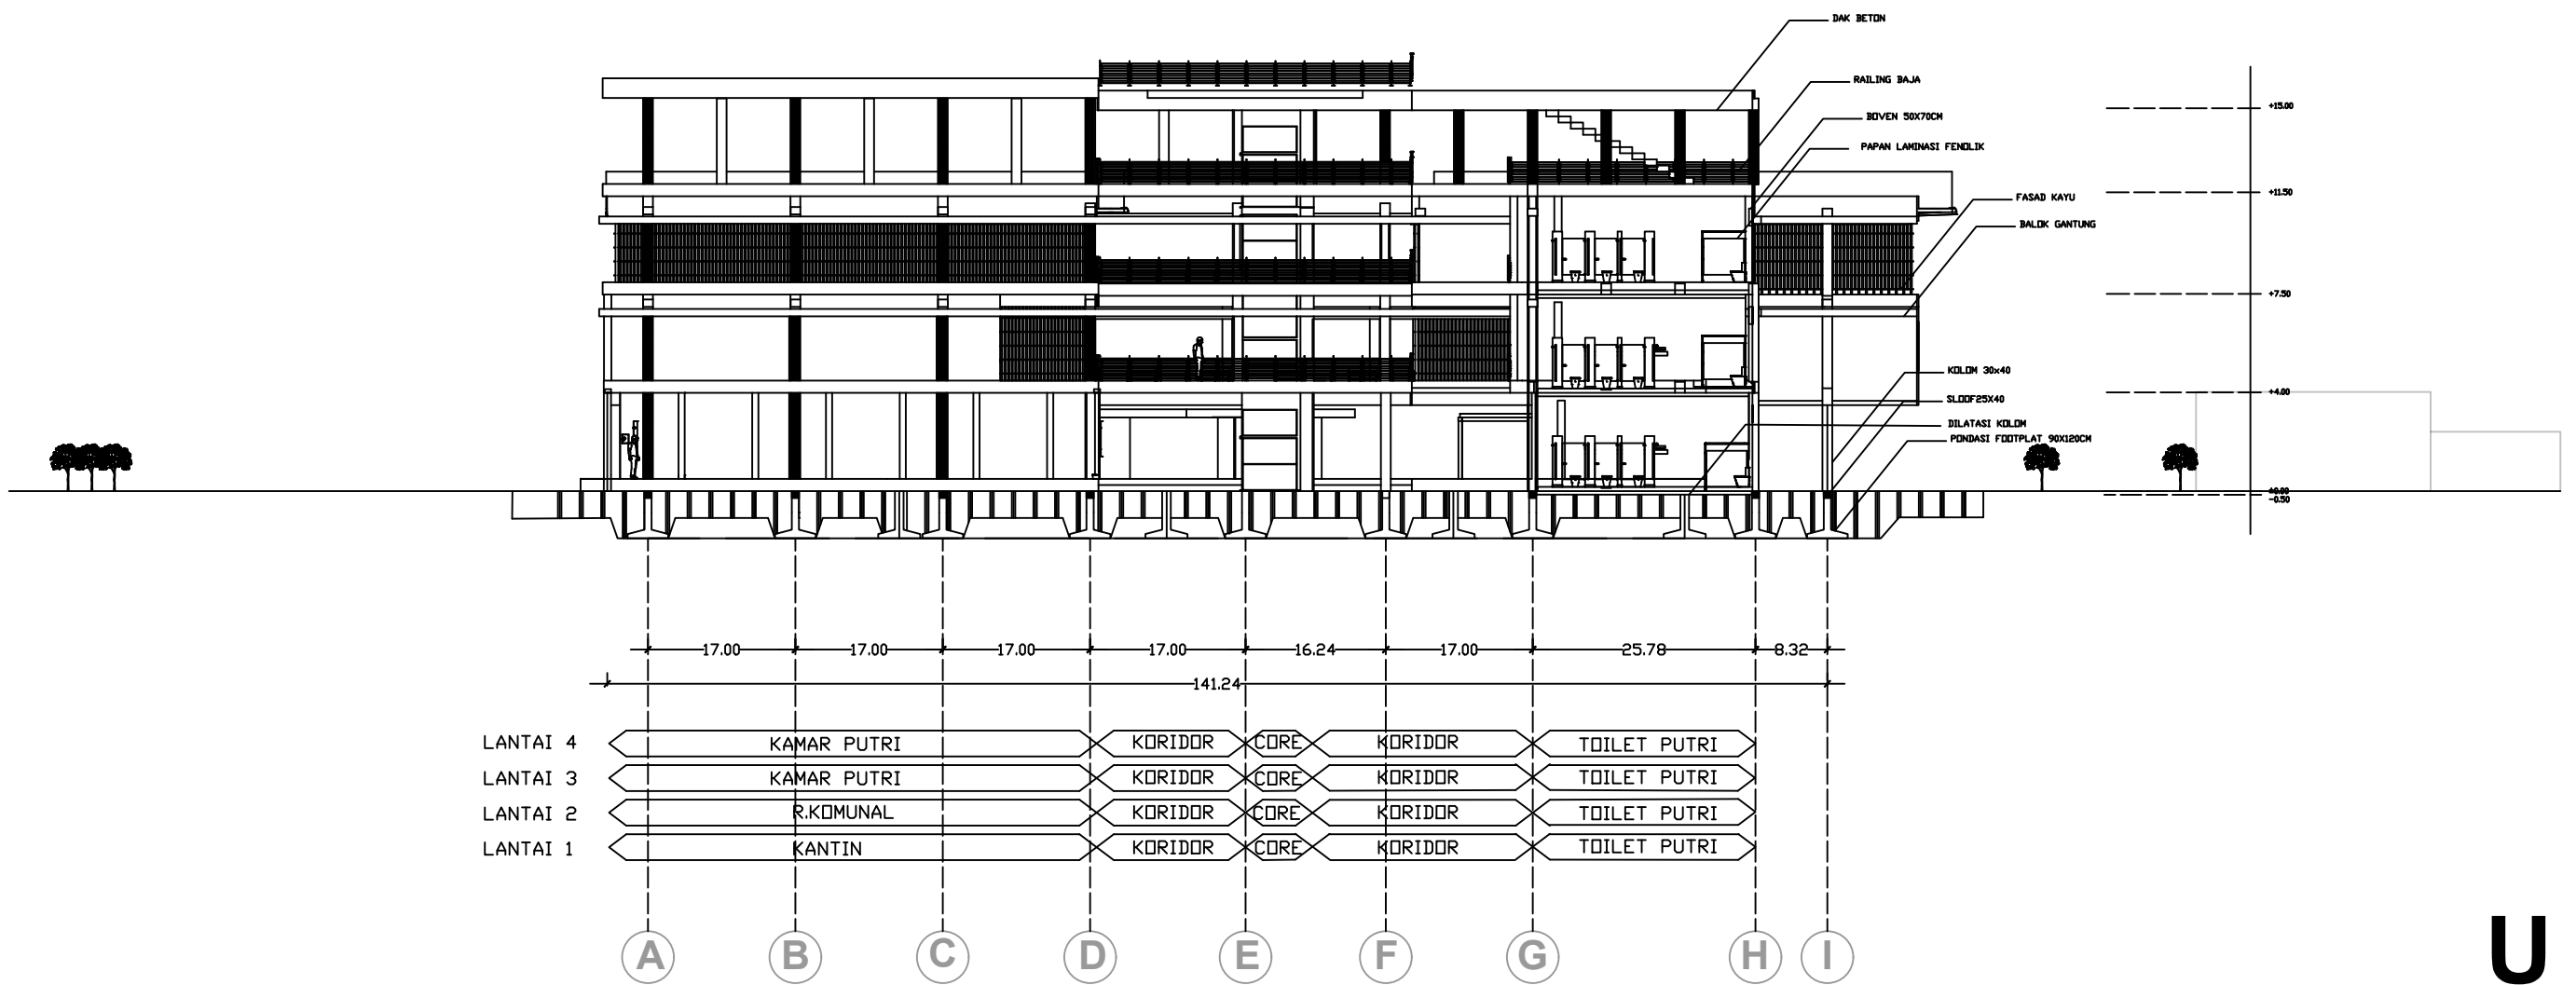 DAK BETON
RAILING BAJA
BOVEN 50X70CM
PAPAN LAMINASI FENOLIK
FASAD KAYU
BALOK GANTUNG
KOLOM 30x40
SLOOF25X40
DILATASI KOLOM
PONDASI FOOTPLAT 90X120CM
+15.00
+11.50
+7.50
+4.00
±0.00
-0.50
17.00 17.00 17.00 17.00 16.24 17.00 25.78 8.32
141.24
LANTAI 4 KAMAR PUTRI KORIDOR CORE KORIDOR TOILET PUTRI
LANTAI 3 KAMAR PUTRI KORIDOR CORE KORIDOR TOILET PUTRI
LANTAI 2 R.KOMUNAL KORIDOR CORE KORIDOR TOILET PUTRI
LANTAI 1 KANTIN KORIDOR CORE KORIDOR TOILET PUTRI
A B C D E F G H I
U